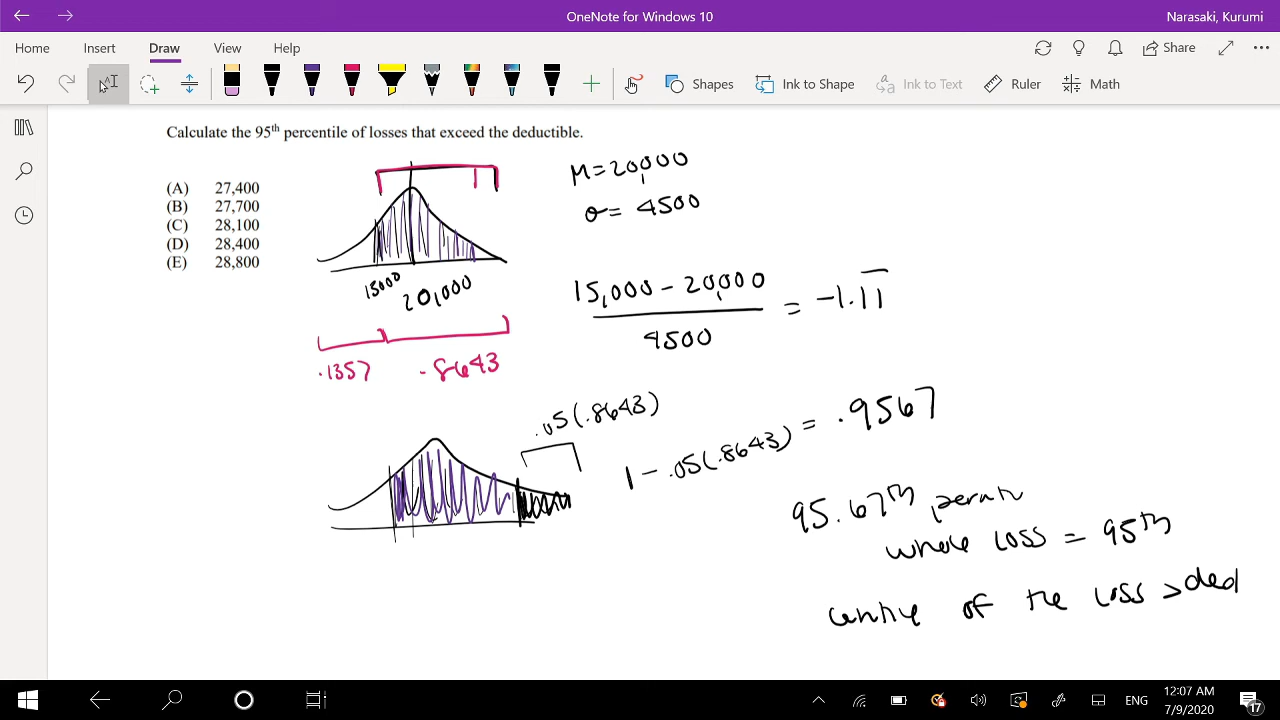 OneNote for Windows 10
Narasaki, Kurumi
Home Insert Draw View Help
Share
Shapes Ink to Shape Ink to Text Ruler Math
Calculate the 95th percentile of losses that exceed the deductible.
(A) 27,400
(B) 27,700
(C) 28,100
(D) 28,400
(E) 28,800
15000
20,000
.1357 .8643
μ = 20,000
σ = 4500
15,000 - 20,000
4500
= -1.11
.05(.8643)
1 - .05(.8643) = .9567
95.67th
whole loss = 95th
of the loss > ded
ENG
12:07 AM
7/9/2020
17